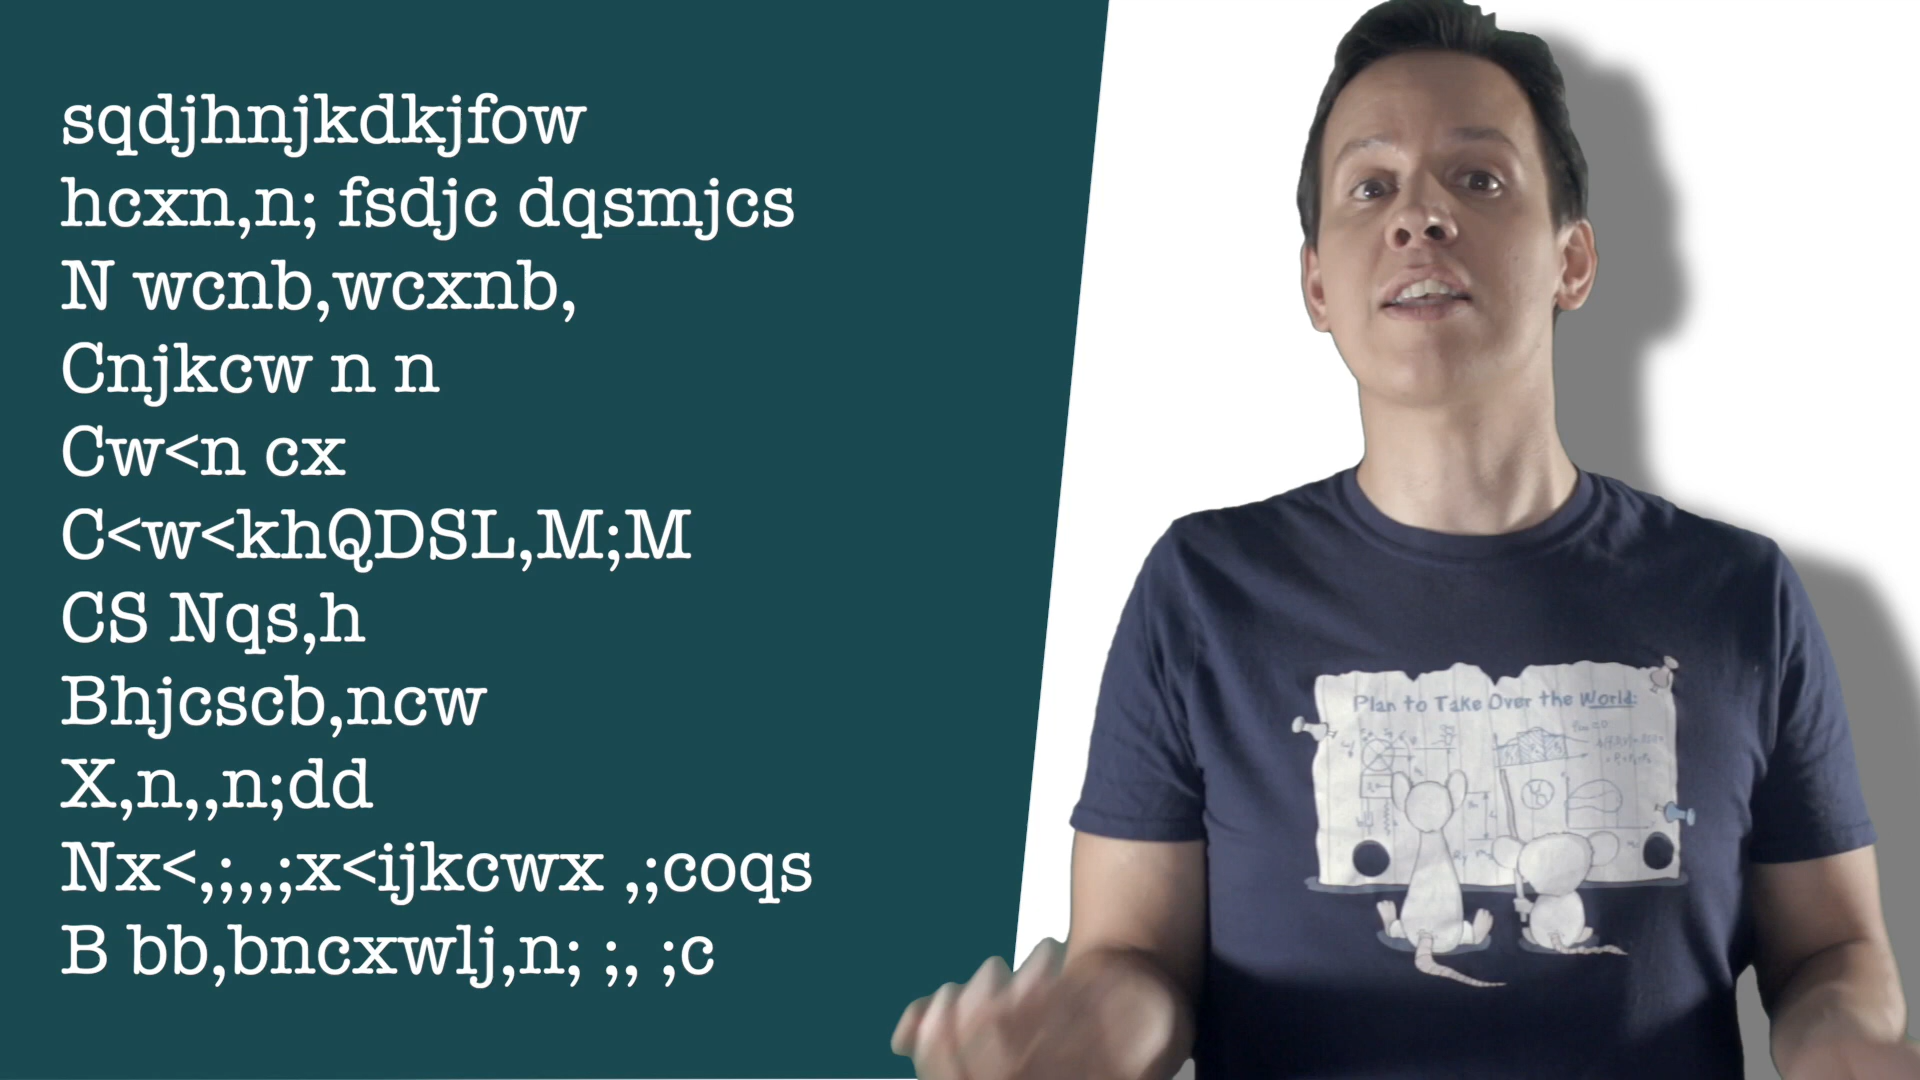 sqdjhnjkdkjfow
hcxn,n; fsdjc dqsmjcs
N wcnb,wcxnb,
Cnjkcw n n
Cw<n cx
C<w<khQDSL,M;M
CS Nqs,h
Bhjcscb,ncw
X,n,,n;dd
Nx<,;,,,;x<ijkcwx ,;coqs
B bb,bncxwlj,n; ;, ;c
Plan to Take Over the World: